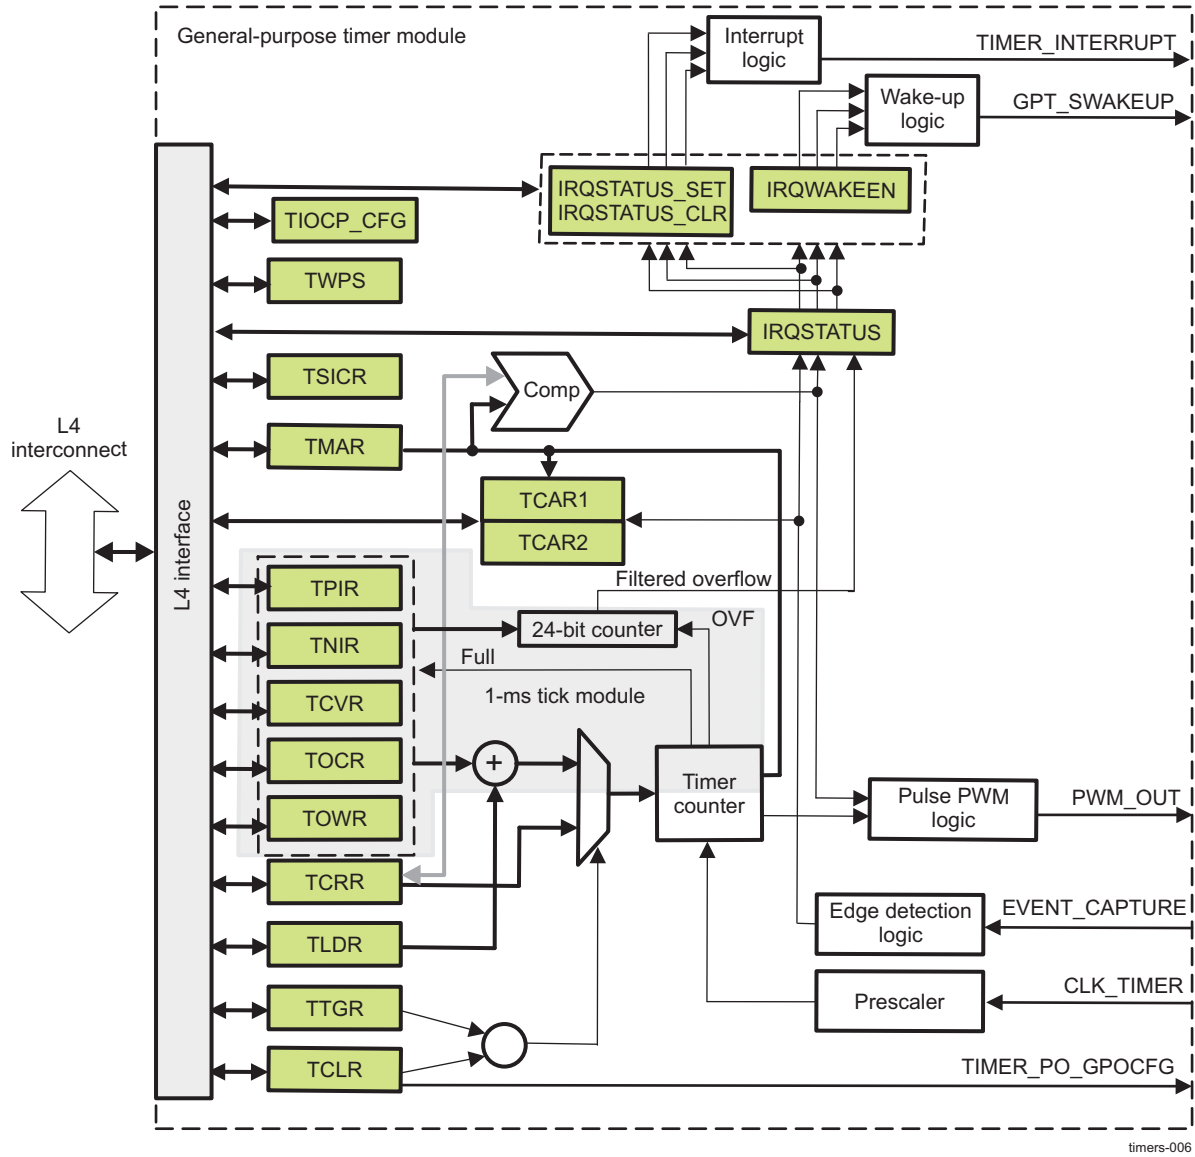 General-purpose timer module
Interrupt
logic
TIMER_INTERRUPT
Wake-up
logic
GPT_SWAKEUP
IRQSTATUS_SET
IRQSTATUS_CLR
IRQWAKEEN
TIOCP_CFG
TWPS
IRQSTATUS
TSICR
Comp
L4
interconnect
TMAR
TCAR1
TCAR2
L4 interface
TPIR
Filtered overflow
24-bit counter
OVF
TNIR
Full
1-ms tick module
TCVR
TOCR
+
Timer
counter
TOWR
Pulse PWM
logic
PWM_OUT
TCRR
Edge detection
logic
EVENT_CAPTURE
TLDR
Prescaler
CLK_TIMER
TTGR
TCLR
TIMER_PO_GPOCFG
timers-006